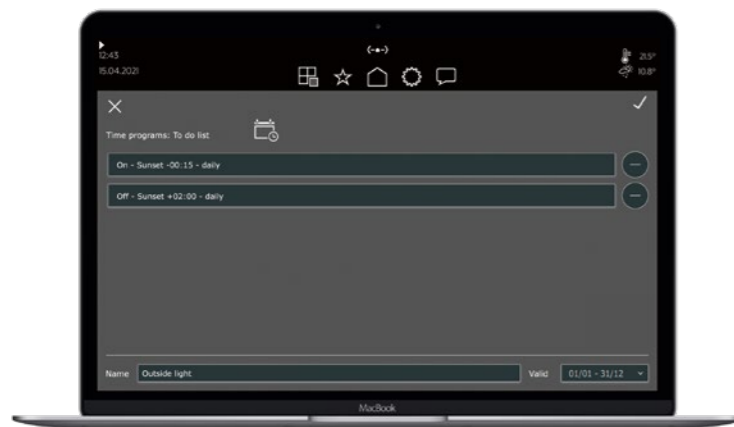 12:43
15.04.2021
21.5°
10.8°
Time programs: To do list
On - Sunset -00:15 - daily
Off - Sunset +02:00 - daily
Name Outside light Valid 01/01 - 31/12
MacBook